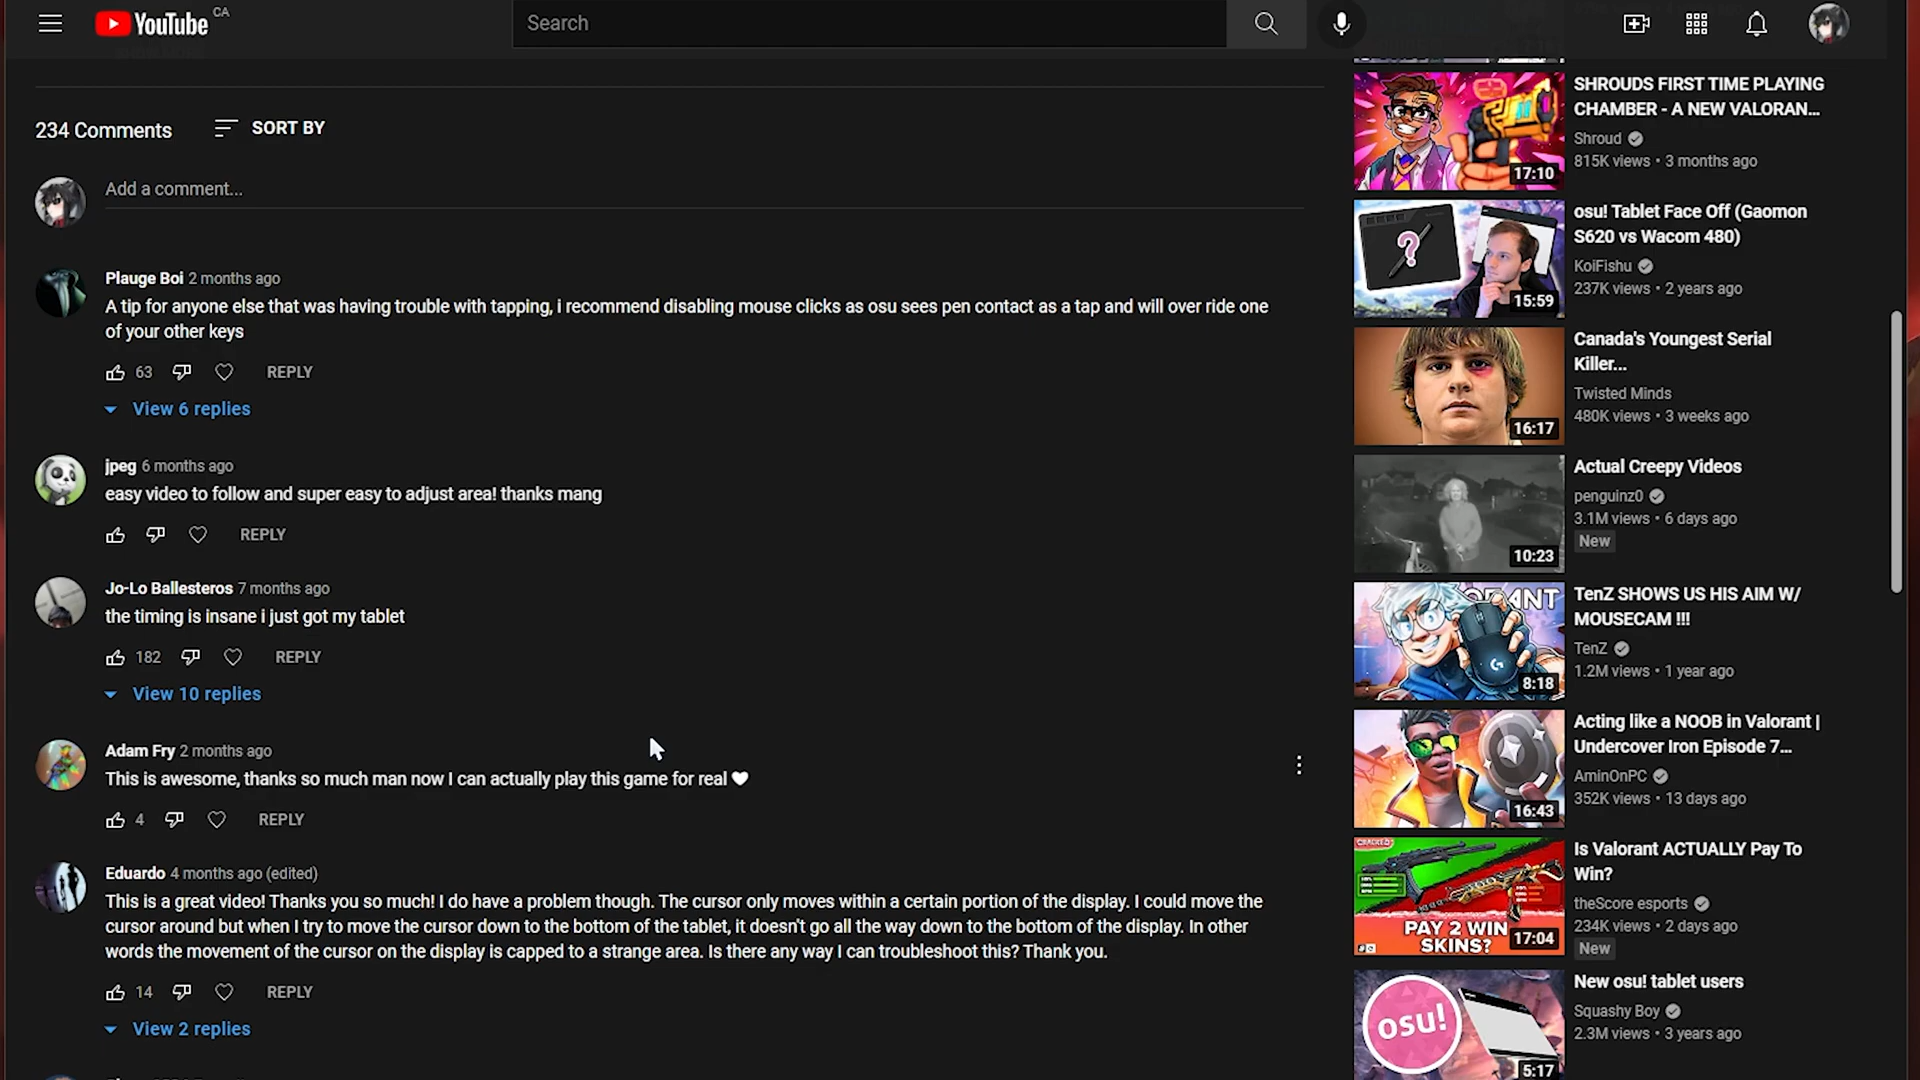 YouTube CA
Search
234 Comments
SORT BY
Add a comment...
Plauge Boi 2 months ago
A tip for anyone else that was having trouble with tapping, i recommend disabling mouse clicks as osu sees pen contact as a tap and will over ride one
of your other keys
63
REPLY
View 6 replies
jpeg 6 months ago
easy video to follow and super easy to adjust area! thanks mang
REPLY
Jo-Lo Ballesteros 7 months ago
the timing is insane i just got my tablet
182
REPLY
View 10 replies
Adam Fry 2 months ago
This is awesome, thanks so much man now I can actually play this game for real
4
REPLY
Eduardo 4 months ago (edited)
This is a great video! Thanks you so much! I do have a problem though. The cursor only moves within a certain portion of the display. I could move the
cursor around but when I try to move the cursor down to the bottom of the tablet, it doesn't go all the way down to the bottom of the display. In other
words the movement of the cursor on the display is capped to a strange area. Is there any way I can troubleshoot this? Thank you.
14
REPLY
View 2 replies
17:10
SHROUDS FIRST TIME PLAYING
CHAMBER - A NEW VALORAN...
Shroud
815K views • 3 months ago
?
15:59
osu! Tablet Face Off (Gaomon
S620 vs Wacom 480)
KoiFishu
237K views • 2 years ago
16:17
Canada's Youngest Serial
Killer...
Twisted Minds
480K views • 3 weeks ago
10:23
Actual Creepy Videos
penguinz0
3.1M views • 6 days ago
New
8:18
TenZ SHOWS US HIS AIM W/
MOUSECAM !!!
TenZ
1.2M views • 1 year ago
16:43
Acting like a NOOB in Valorant |
Undercover Iron Episode 7...
AminOnPC
352K views • 13 days ago
PAY 2 WIN
SKINS?
17:04
Is Valorant ACTUALLY Pay To
Win?
theScore esports
234K views • 2 days ago
New
osu!
5:17
New osu! tablet users
Squashy Boy
2.3M views • 3 years ago